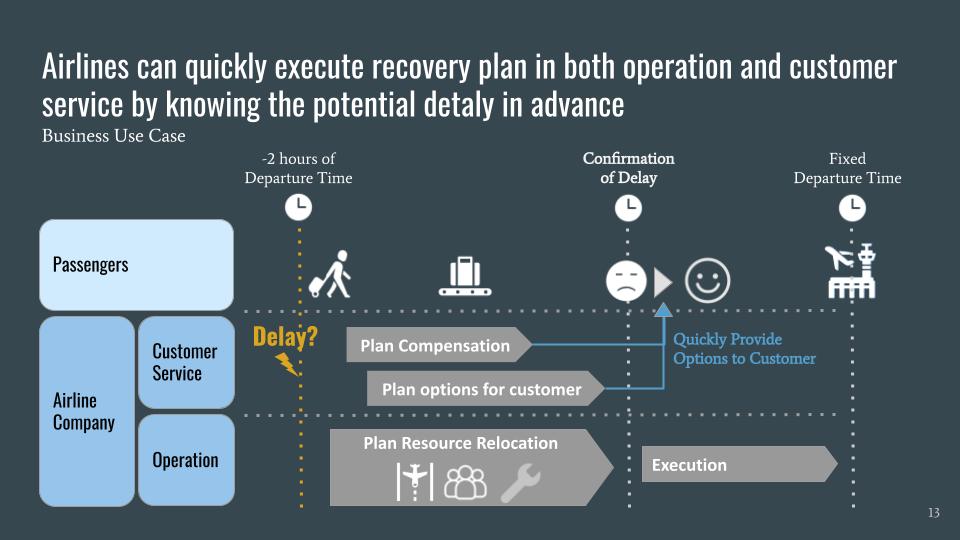 Airlines can quickly execute recovery plan in both operation and customer
service by knowing the potential detaly in advance
Business Use Case
-2 hours of
Departure Time
Confirmation
of Delay
Fixed
Departure Time
Passengers
Airline
Company
Customer
Service
Operation
Delay?
Plan Compensation
Plan options for customer
Quickly Provide
Options to Customer
Plan Resource Relocation
Execution
13